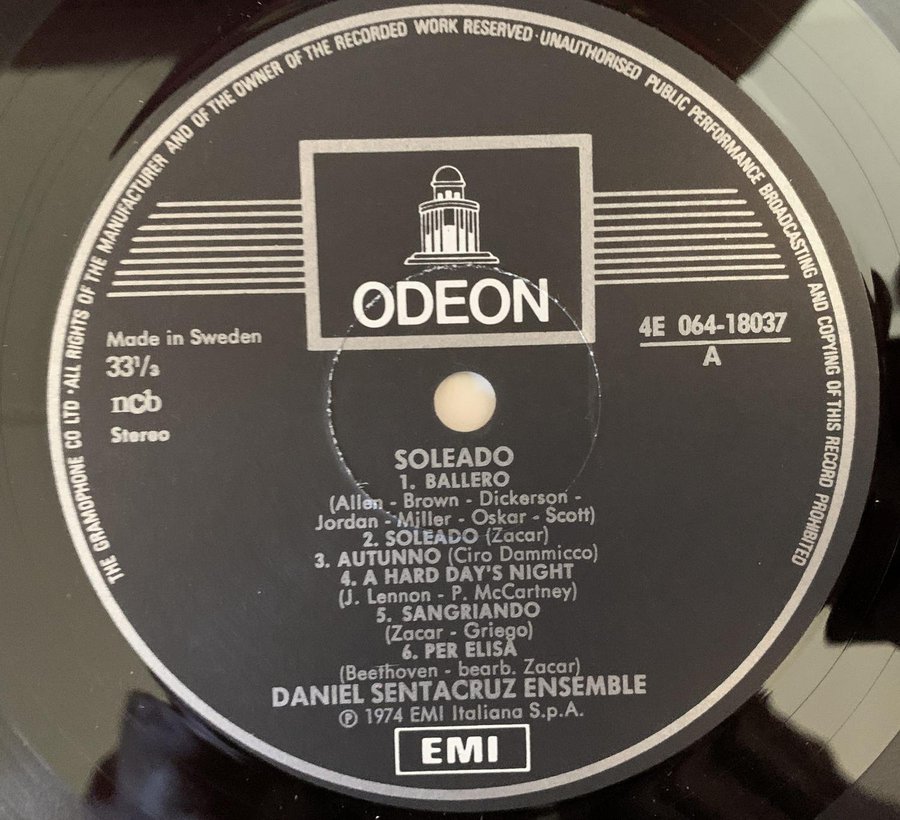 THE GRAMOPHONE CO LTD · ALL RIGHTS OF THE MANUFACTURER AND OF THE OWNER OF THE RECORDED WORK RESERVED · UNAUTHORISED PUBLIC PERFORMANCE BROADCASTING AND COPYING OF THIS RECORD PROHIBITED
ODEON
Made in Sweden
33⅓
ncb
Stereo
4E 064-18037
A
SOLEADO
1. BALLERO
(Allen - Brown - Dickerson -
Jordan - Miller - Oskar - Scott)
2. SOLEADO (Zacar)
3. AUTUNNO (Ciro Dammicco)
4. A HARD DAY'S NIGHT
(J. Lennon - P. McCartney)
5. SANGRIANDO
(Zacar - Griego)
6. PER ELISA
(Beethoven - bearb. Zacar)
DANIEL SENTACRUZ ENSEMBLE
℗ 1974 EMI Italiana S.p.A.
EMI